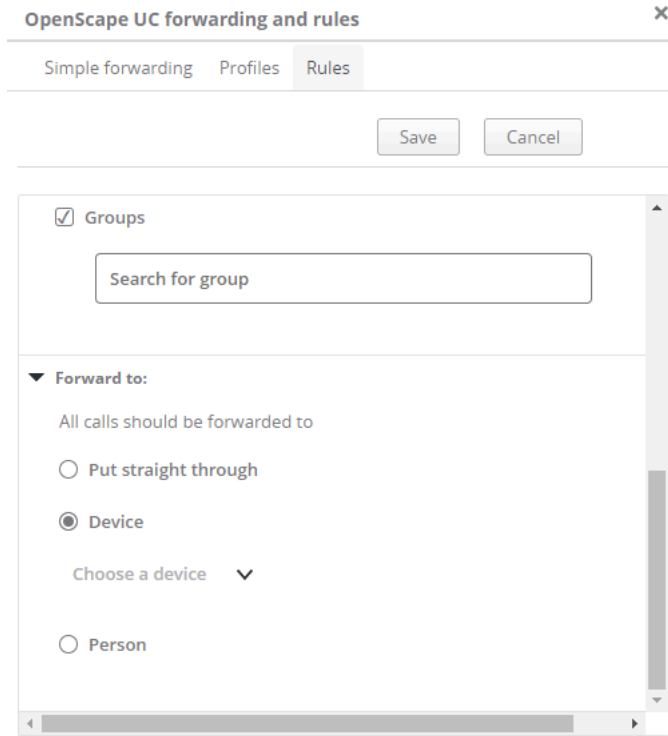 OpenScape UC forwarding and rules
Simple forwarding Profiles Rules
Save Cancel
Groups
Search for group
Forward to:
All calls should be forwarded to
Put straight through
Device
Choose a device
Person